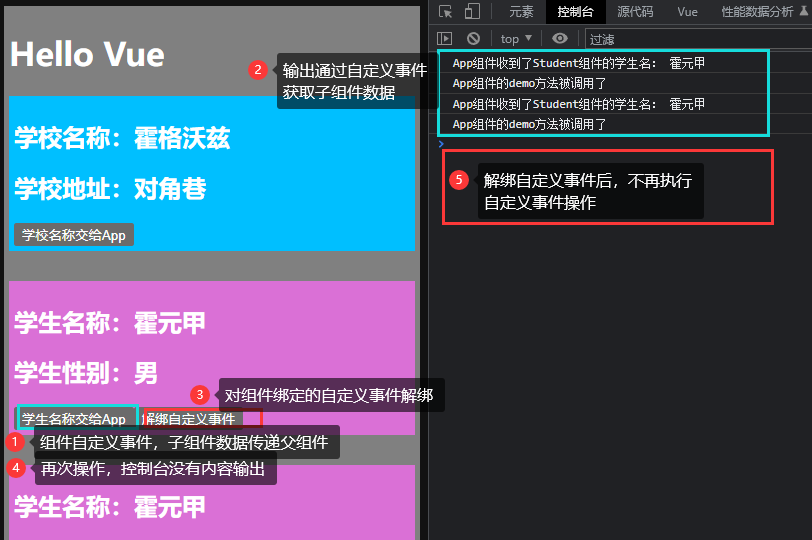 Hello Vue
2
输出通过自定义事件
获取子组件数据
学校名称：霍格沃兹
学校地址：对角巷
学校名称交给App
学生名称：霍元甲
学生性别：男
3
对组件绑定的自定义事件解绑
学生名称交给App
解绑自定义事件
1
组件自定义事件，子组件数据传递父组件
4
再次操作，控制台没有内容输出
学生名称：霍元甲
元素
控制台
源代码
Vue
性能数据分析
top
过滤
App组件收到了Student组件的学生名： 霍元甲
App组件的demo方法被调用了
App组件收到了Student组件的学生名： 霍元甲
App组件的demo方法被调用了
5
解绑自定义事件后，不再执行
自定义事件操作